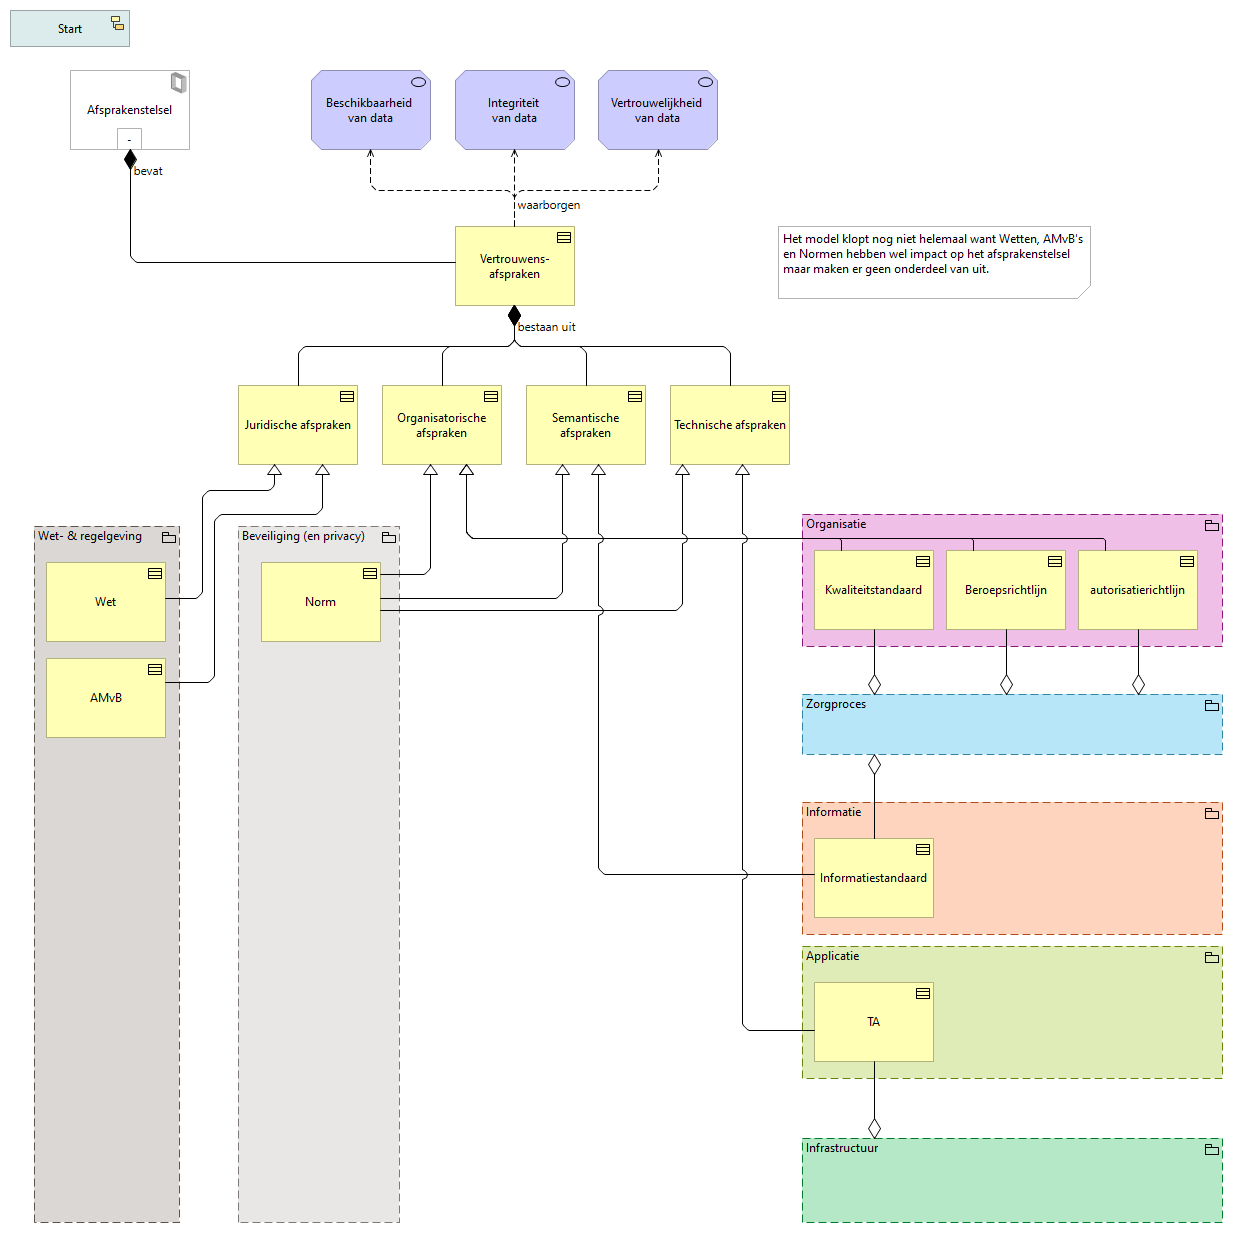 Start
Afsprakenstelsel
-
bevat
Beschikbaarheid
van data
Integriteit
van data
Vertrouwelijkheid
van data
waarborgen
Vertrouwens-
afspraken
Het model klopt nog niet helemaal want Wetten, AMvB's
en Normen hebben wel impact op het afsprakenstelsel
maar maken er geen onderdeel van uit.
bestaan uit
Juridische afspraken
Organisatorische
afspraken
Semantische
afspraken
Technische afspraken
Wet- & regelgeving
Wet
AMvB
Beveiliging (en privacy)
Norm
Organisatie
Kwaliteitstandaard
Beroepsrichtlijn
autorisatierichtlijn
Zorgproces
Informatie
Informatiestandaard
Applicatie
TA
Infrastructuur